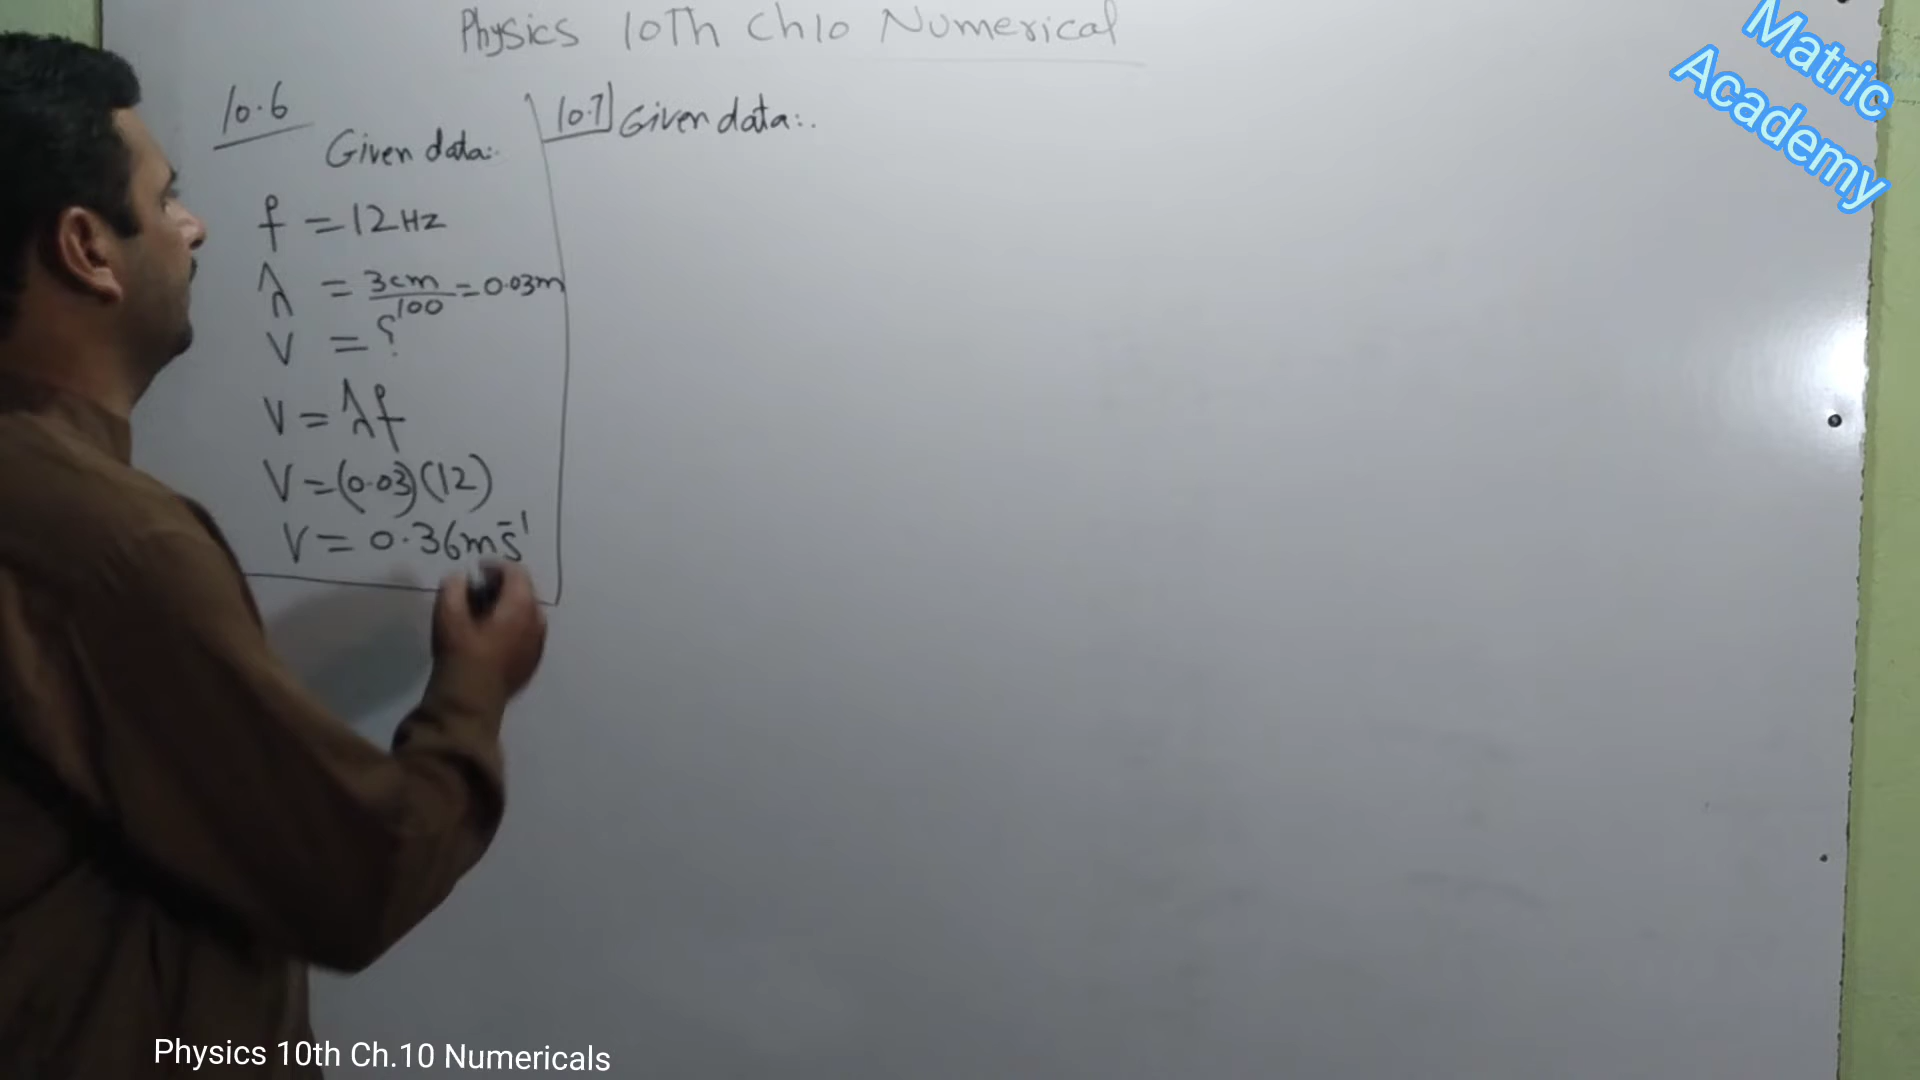 Physics 10Th Ch10 Numerical
Matric
Academy
10.6
Given data:.
f = 12Hz
λ = 3cm/100 = 0.03m
V = ?
V = λf
V = (0.03)(12)
V = 0.36ms⁻¹
10.7 Given data:.
Physics 10th Ch.10 Numericals